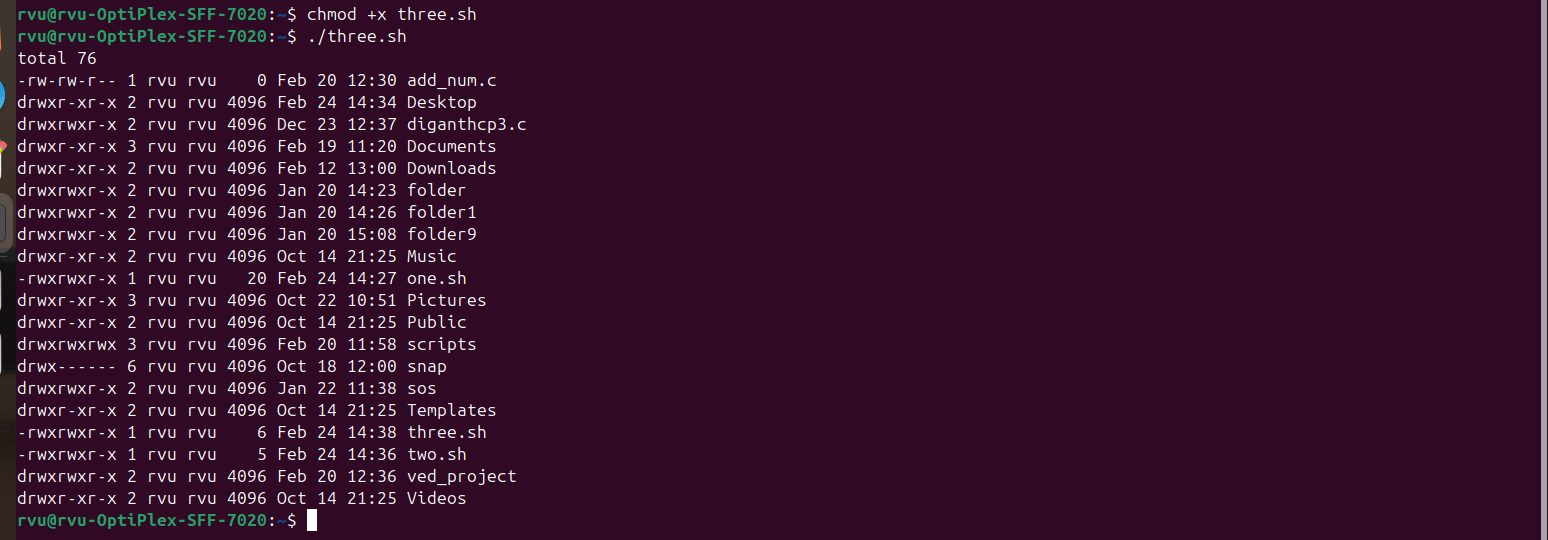 rvu@rvu-OptiPlex-SFF-7020:~$ chmod +x three.sh
rvu@rvu-OptiPlex-SFF-7020:~$ ./three.sh
total 76
-rw-rw-r-- 1 rvu rvu    0 Feb 20 12:30 add_num.c
drwxr-xr-x 2 rvu rvu 4096 Feb 24 14:34 Desktop
drwxrwxr-x 2 rvu rvu 4096 Dec 23 12:37 diganthcp3.c
drwxr-xr-x 3 rvu rvu 4096 Feb 19 11:20 Documents
drwxr-xr-x 2 rvu rvu 4096 Feb 12 13:00 Downloads
drwxrwxr-x 2 rvu rvu 4096 Jan 20 14:23 folder
drwxrwxr-x 2 rvu rvu 4096 Jan 20 14:26 folder1
drwxrwxr-x 2 rvu rvu 4096 Jan 20 15:08 folder9
drwxr-xr-x 2 rvu rvu 4096 Oct 14 21:25 Music
-rwxrwxr-x 1 rvu rvu   20 Feb 24 14:27 one.sh
drwxr-xr-x 3 rvu rvu 4096 Oct 22 10:51 Pictures
drwxr-xr-x 2 rvu rvu 4096 Oct 14 21:25 Public
drwxrwxrwx 3 rvu rvu 4096 Feb 20 11:58 scripts
drwx------ 6 rvu rvu 4096 Oct 18 12:00 snap
drwxrwxr-x 2 rvu rvu 4096 Jan 22 11:38 sos
drwxr-xr-x 2 rvu rvu 4096 Oct 14 21:25 Templates
-rwxrwxr-x 1 rvu rvu    6 Feb 24 14:38 three.sh
-rwxrwxr-x 1 rvu rvu    5 Feb 24 14:36 two.sh
drwxrwxr-x 2 rvu rvu 4096 Feb 20 12:36 ved_project
drwxr-xr-x 2 rvu rvu 4096 Oct 14 21:25 Videos
rvu@rvu-OptiPlex-SFF-7020:~$